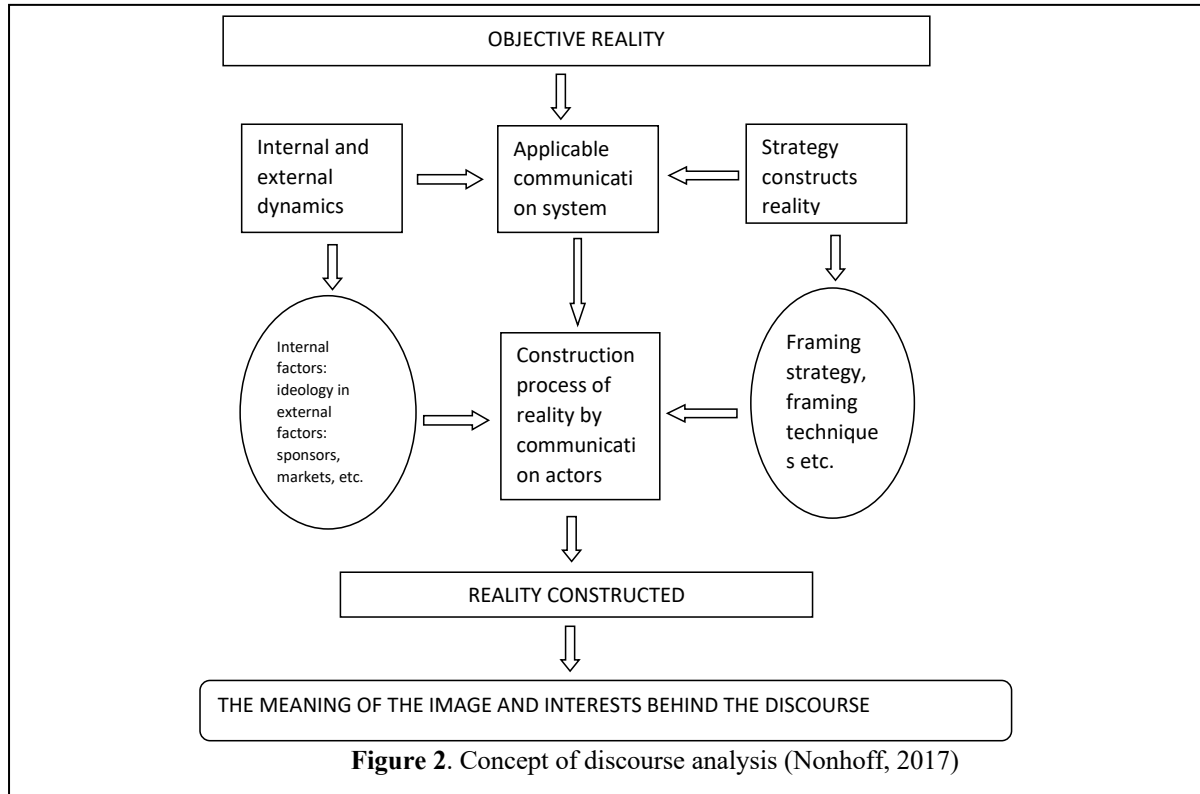 OBJECTIVE REALITY
Internal and
external
dynamics
Applicable
communicati
on system
Strategy
constructs
reality
Internal
factors:
ideology in
external
factors:
sponsors,
markets, etc.
Construction
process of
reality by
communicati
on actors
Framing
strategy,
framing
technique
s etc.
REALITY CONSTRUCTED
THE MEANING OF THE IMAGE AND INTERESTS BEHIND THE DISCOURSE
Figure 2. Concept of discourse analysis (Nonhoff, 2017)